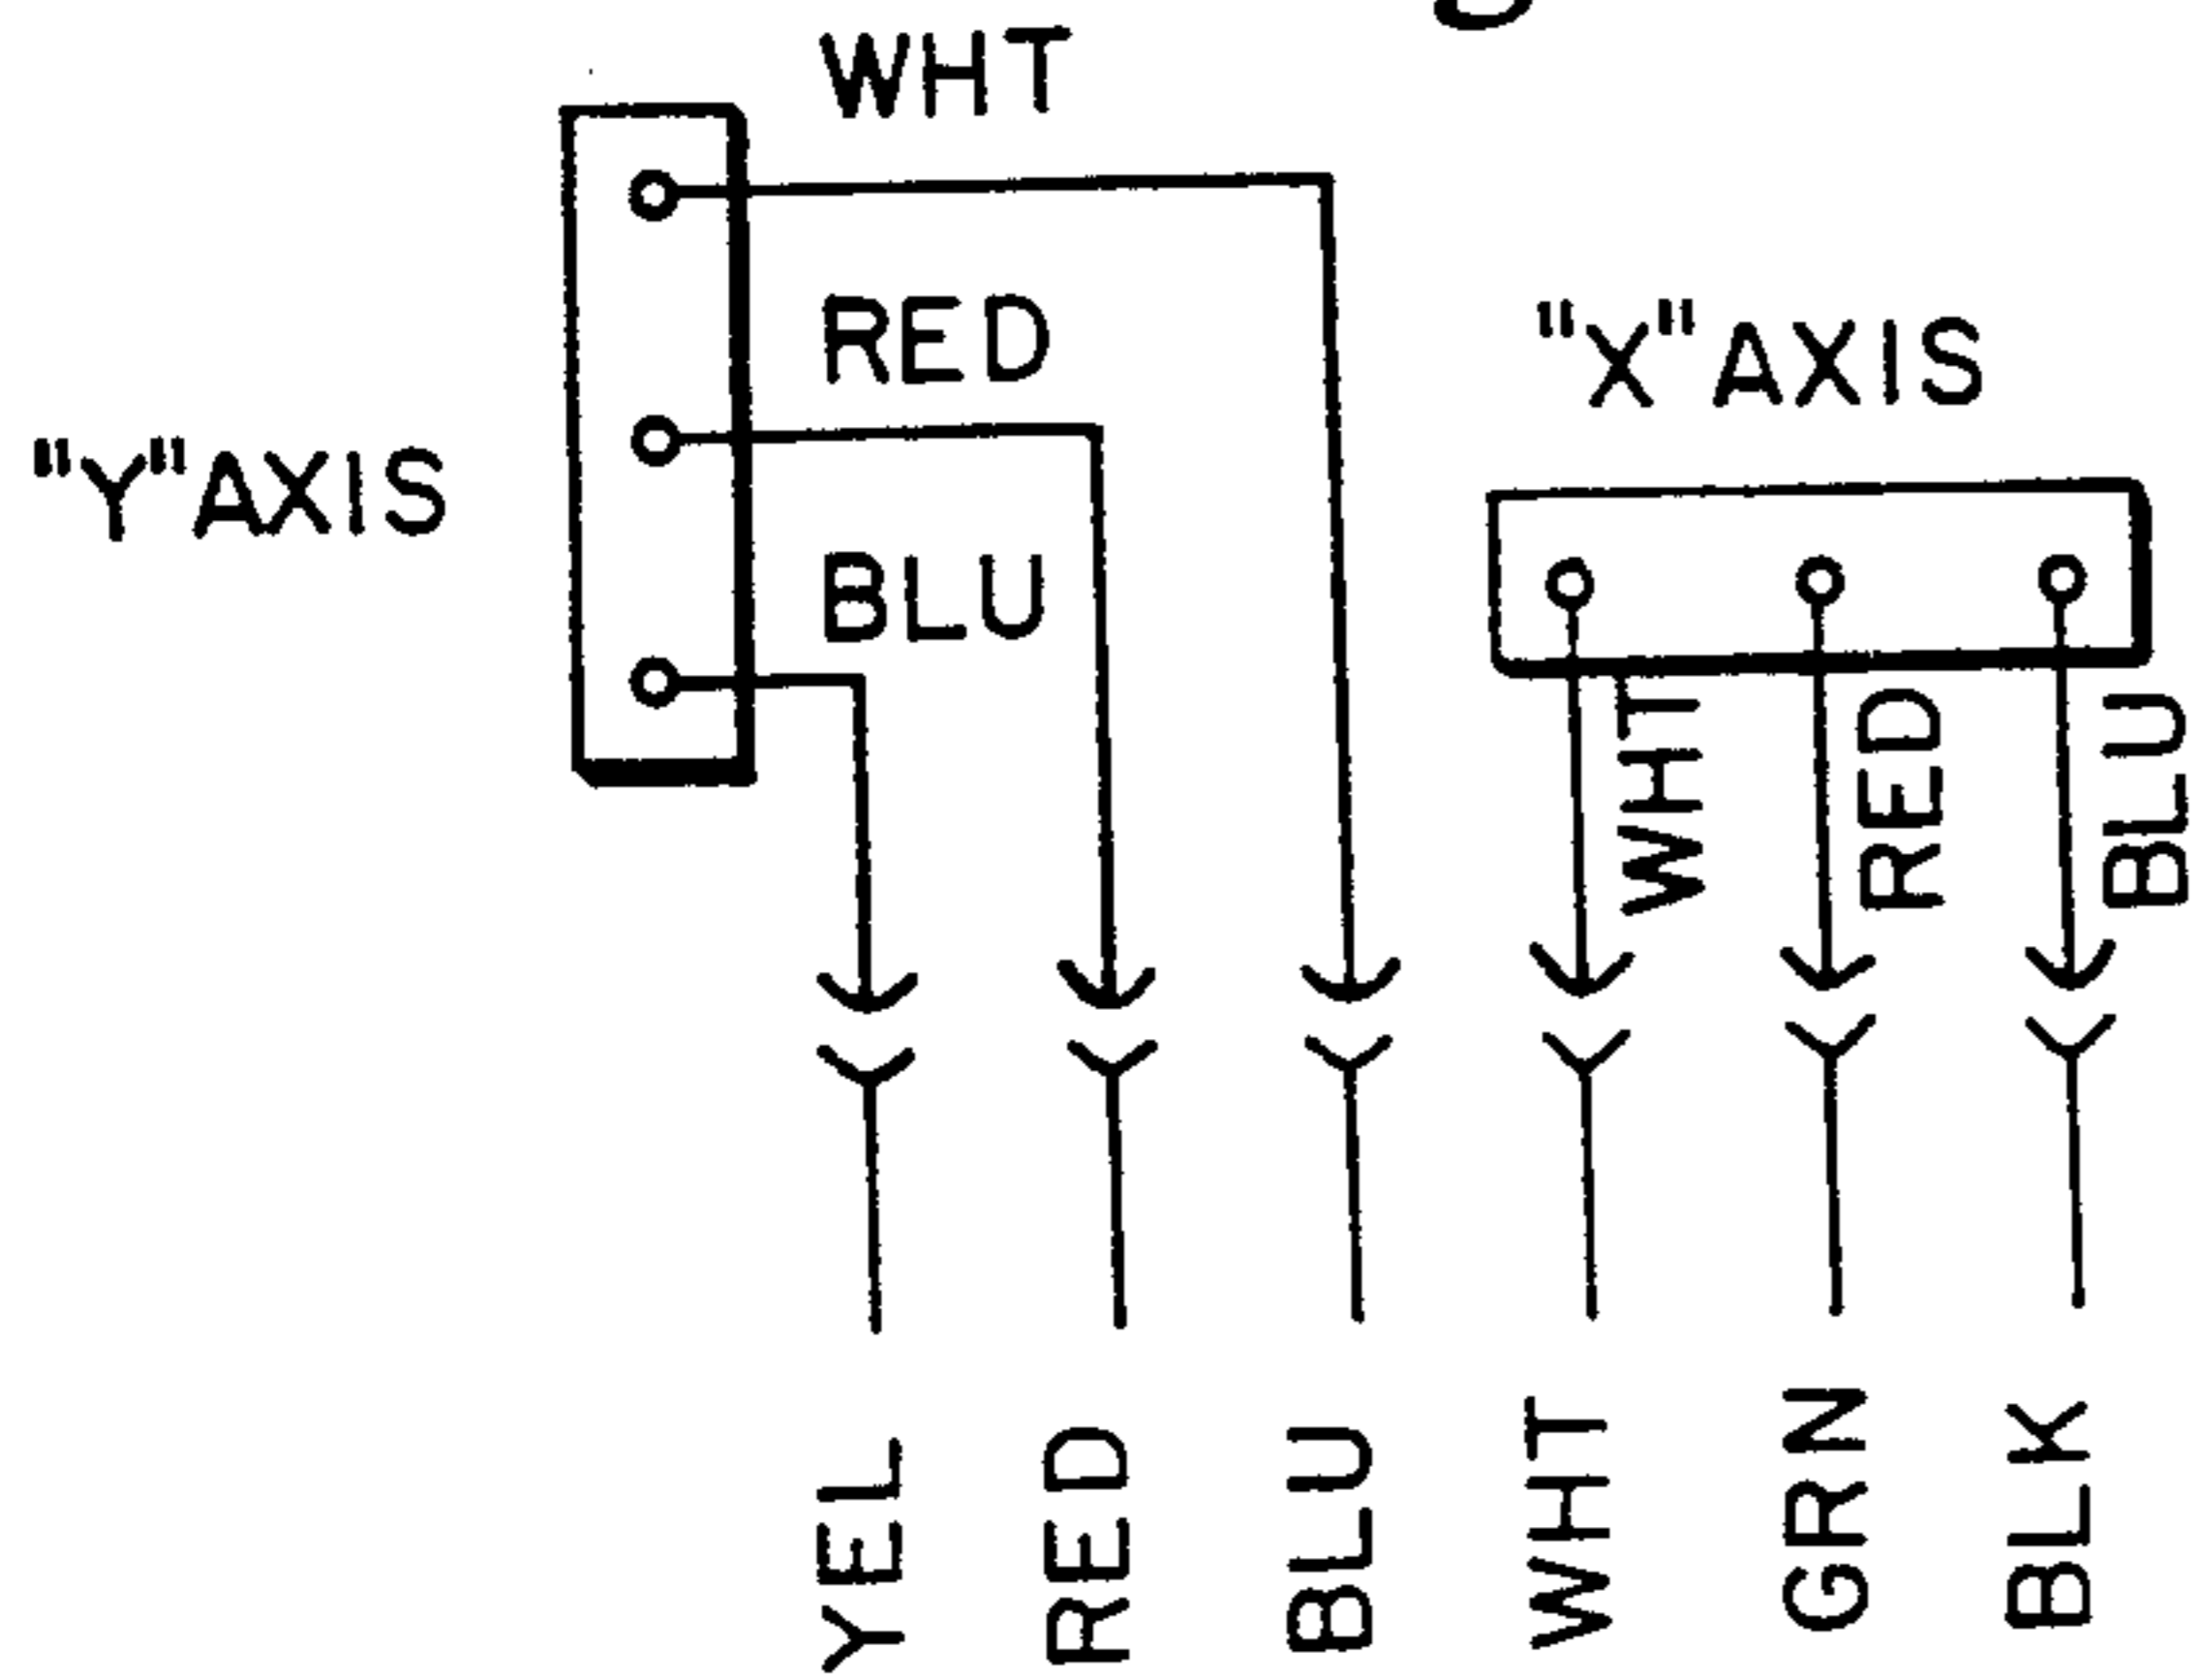 WHT
RED
"X" AXIS
"Y" AXIS
BLU
WHT
RED
BLU
YEL
RED
BLU
WHT
GRN
BLK